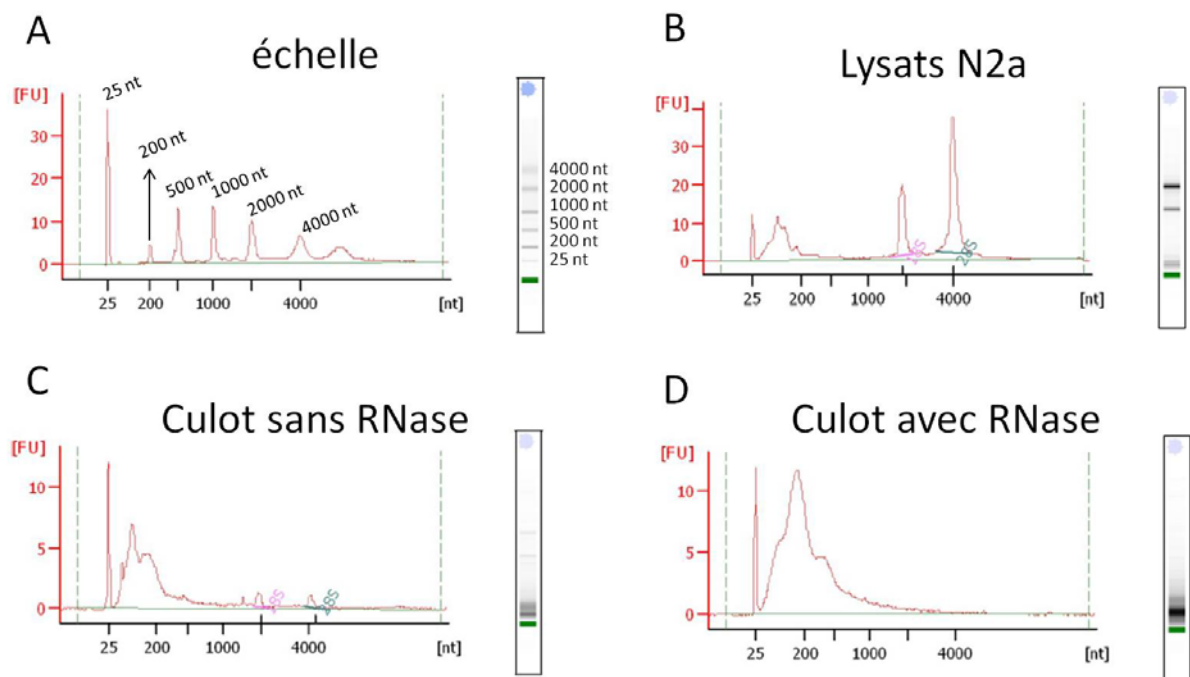 A
échelle
[FU]
30
20
10
0
25 nt
200 nt
500 nt
1000 nt
2000 nt
4000 nt
25
200
1000
4000
[nt]
4000 nt
2000 nt
1000 nt
500 nt
200 nt
25 nt
B
Lysats N2a
[FU]
30
20
10
0
28S
25
200
1000
4000
[nt]
C
Culot sans RNase
[FU]
10
5
0
28S
25
200
1000
4000
[nt]
D
Culot avec RNase
[FU]
10
5
0
25
200
1000
4000
[nt]